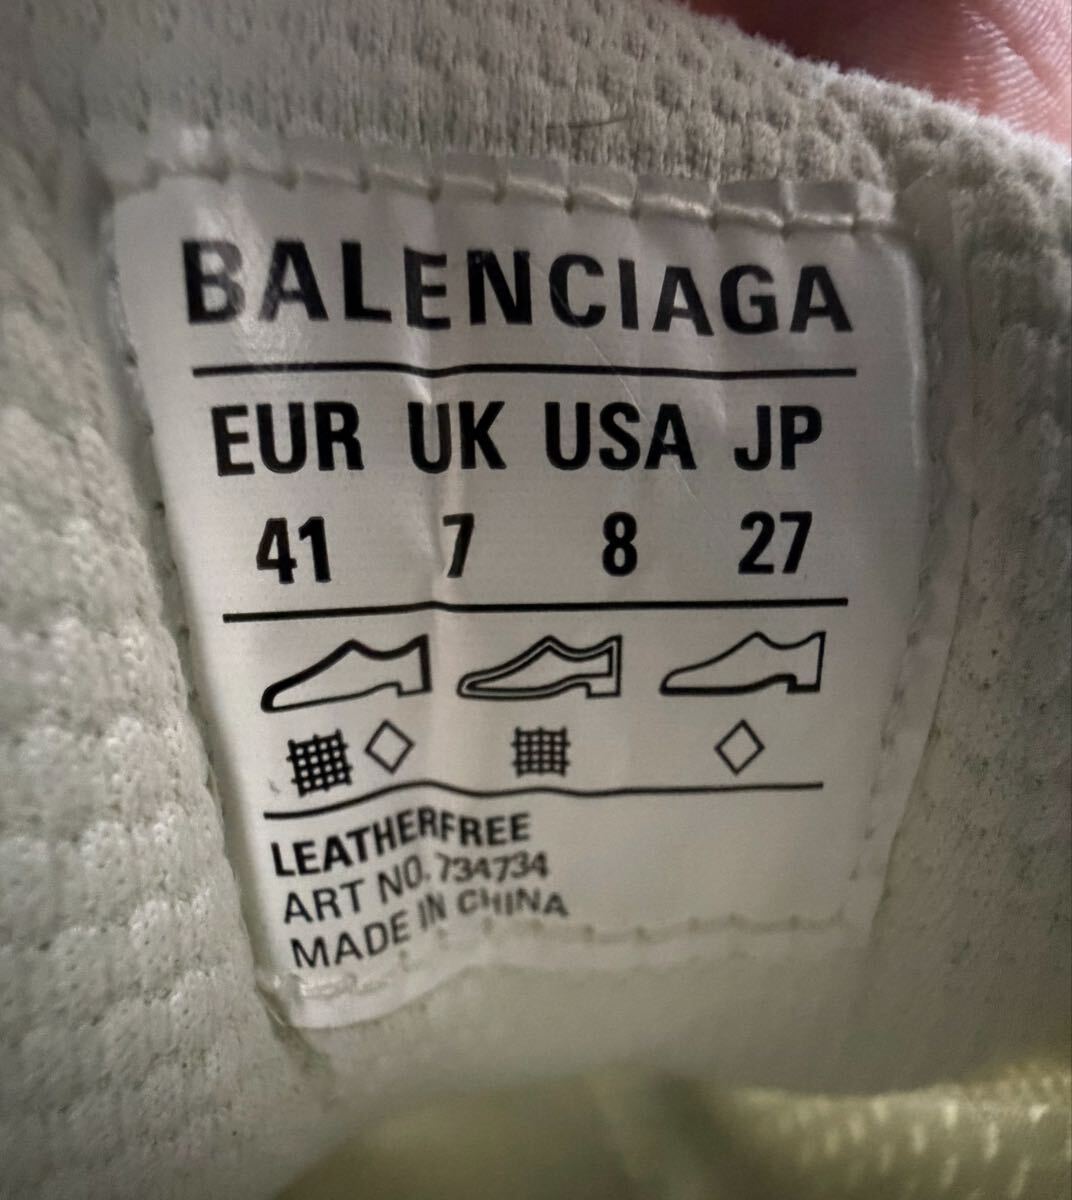 BALENCIAGA
EUR UK USA JP
41 7 8 27
LEATHERFREE
ART NO. 734734
MADE IN CHINA